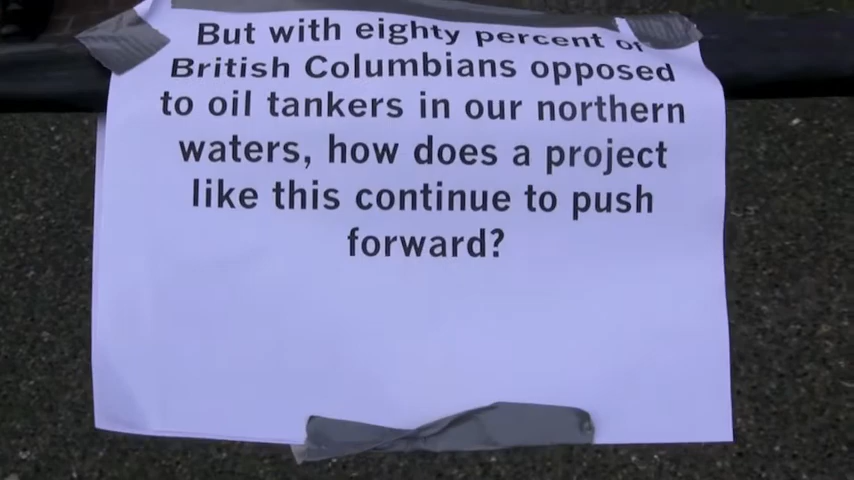 But with eighty percent of
British Columbians opposed
to oil tankers in our northern
waters, how does a project
like this continue to push
forward?